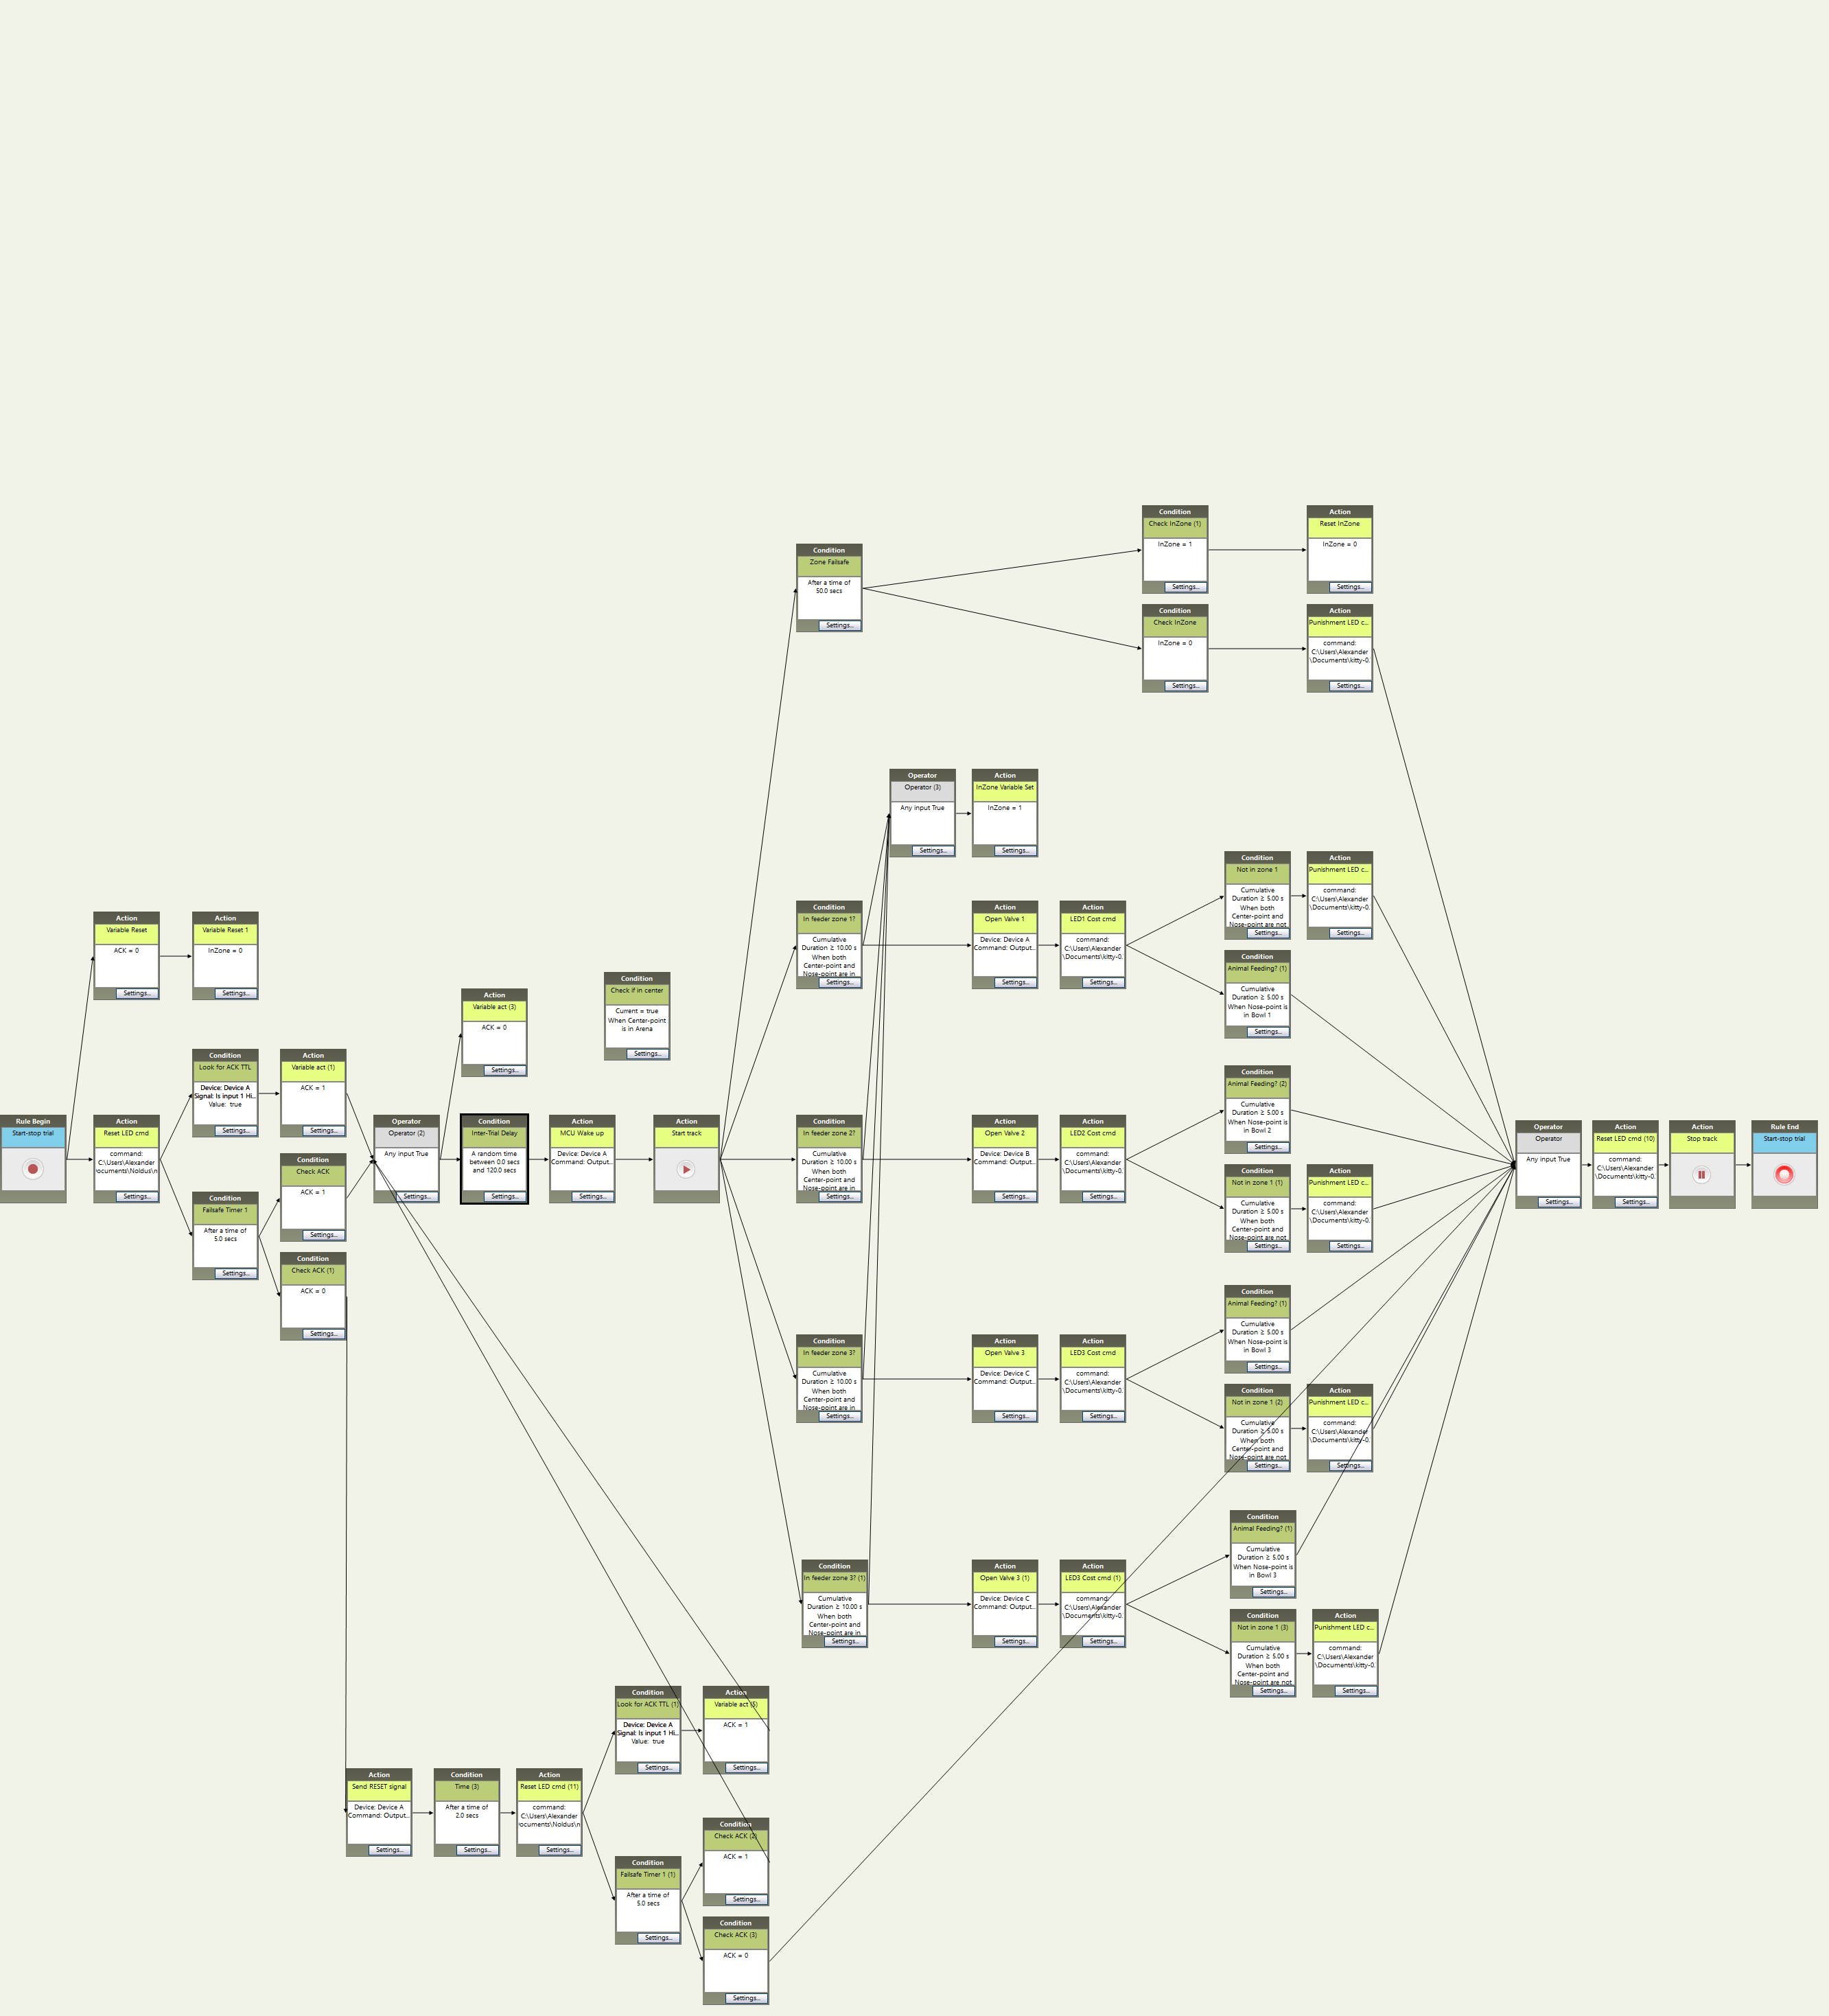 Condition
Check InZone (1)
InZone = 1
Settings...
Action
Reset InZone
InZone = 0
Settings...
Condition
Zone Failsafe
After a time of
50.0 secs
Settings...
Condition
Check InZone
InZone = 0
Settings...
Action
Punishment LED c...
command:
C:\Users\Alexander
\Documents\kitty-0.
Settings...
Operator
Operator (3)
Any input True
Settings...
Action
InZone Variable Set
InZone = 1
Settings...
Condition
Not in zone 1
Cumulative
Duration ≥ 5.00 s
When both
Center-point and
Nose-point are not
Settings...
Action
Punishment LED c...
command:
C:\Users\Alexander
\Documents\kitty-0.
Settings...
Condition
In feeder zone 1?
Cumulative
Duration ≥ 10.00 s
When both
Center-point and
Nose-point are in
Settings...
Action
Open Valve 1
Device: Device A
Command: Output...
Settings...
Action
LED1 Cost cmd
command:
C:\Users\Alexander
\Documents\kitty-0.
Settings...
Action
Variable Reset
ACK = 0
Settings...
Action
Variable Reset 1
InZone = 0
Settings...
Condition
Animal Feeding? (1)
Cumulative
Duration ≥ 5.00 s
When Nose-point is
in Bowl 1
Settings...
Condition
Check if in center
Current = true
When Center-point
is in Arena
Settings...
Action
Variable act (3)
ACK = 0
Settings...
Condition
Look for ACK TTL
Device: Device A
Signal: Is input 1 Hi...
Value: true
Settings...
Action
Variable act (1)
ACK = 1
Settings...
Condition
Animal Feeding? (2)
Cumulative
Duration ≥ 5.00 s
When Nose-point is
in Bowl 2
Settings...
Rule Begin
Start-stop trial
Action
Reset LED cmd
command:
C:\Users\Alexander
\ocuments\Noldus\n
Settings...
Operator
Operator (2)
Any input True
Settings...
Condition
Inter-Trial Delay
A random time
between 0.0 secs
and 120.0 secs
Settings...
Action
MCU Wake up
Device: Device A
Command: Output...
Settings...
Action
Start track
Condition
In feeder zone 2?
Cumulative
Duration ≥ 10.00 s
When both
Center-point and
Nose-point are in
Settings...
Action
Open Valve 2
Device: Device B
Command: Output...
Settings...
Action
LED2 Cost cmd
command:
C:\Users\Alexander
\Documents\kitty-0.
Settings...
Operator
Operator
Any input True
Settings...
Action
Reset LED cmd (10)
command:
C:\Users\Alexander
\Documents\kitty-0.
Settings...
Action
Stop track
Rule End
Start-stop trial
Condition
Check ACK
ACK = 1
Settings...
Condition
Not in zone 1 (1)
Cumulative
Duration ≥ 5.00 s
When both
Center-point and
Nose-point are not
Settings...
Action
Punishment LED c...
command:
C:\Users\Alexander
\Documents\kitty-0.
Settings...
Condition
Failsafe Timer 1
After a time of
5.0 secs
Settings...
Condition
Check ACK (1)
ACK = 0
Settings...
Condition
Animal Feeding? (1)
Cumulative
Duration ≥ 5.00 s
When Nose-point is
in Bowl 3
Settings...
Condition
In feeder zone 3?
Cumulative
Duration ≥ 10.00 s
When both
Center-point and
Nose-point are in
Settings...
Action
Open Valve 3
Device: Device C
Command: Output...
Settings...
Action
LED3 Cost cmd
command:
C:\Users\Alexander
\Documents\kitty-0.
Settings...
Condition
Not in zone 1 (2)
Cumulative
Duration ≥ 5.00 s
When both
Center-point and
Nose-point are not
Settings...
Action
Punishment LED c...
command:
C:\Users\Alexander
\Documents\kitty-0.
Settings...
Condition
Animal Feeding? (1)
Cumulative
Duration ≥ 5.00 s
When Nose-point is
in Bowl 3
Settings...
Condition
In feeder zone 3? (1)
Cumulative
Duration ≥ 10.00 s
When both
Center-point and
Nose-point are in
Settings...
Action
Open Valve 3 (1)
Device: Device C
Command: Output...
Settings...
Action
LED3 Cost cmd (1)
command:
C:\Users\Alexander
\Documents\kitty-0.
Settings...
Condition
Not in zone 1 (3)
Cumulative
Duration ≥ 5.00 s
When both
Center-point and
Nose-point are not
Settings...
Action
Punishment LED c...
command:
C:\Users\Alexander
\Documents\kitty-0.
Settings...
Condition
Look for ACK TTL (1)
Device: Device A
Signal: Is input 1 Hi...
Value: true
Settings...
Action
Variable act (5)
ACK = 1
Settings...
Action
Send RESET signal
Device: Device A
Command: Output...
Settings...
Condition
Time (3)
After a time of
2.0 secs
Settings...
Action
Reset LED cmd (11)
command:
C:\Users\Alexander
\ocuments\Noldus\n
Settings...
Condition
Check ACK (2)
ACK = 1
Settings...
Condition
Failsafe Timer 1 (1)
After a time of
5.0 secs
Settings...
Condition
Check ACK (3)
ACK = 0
Settings...